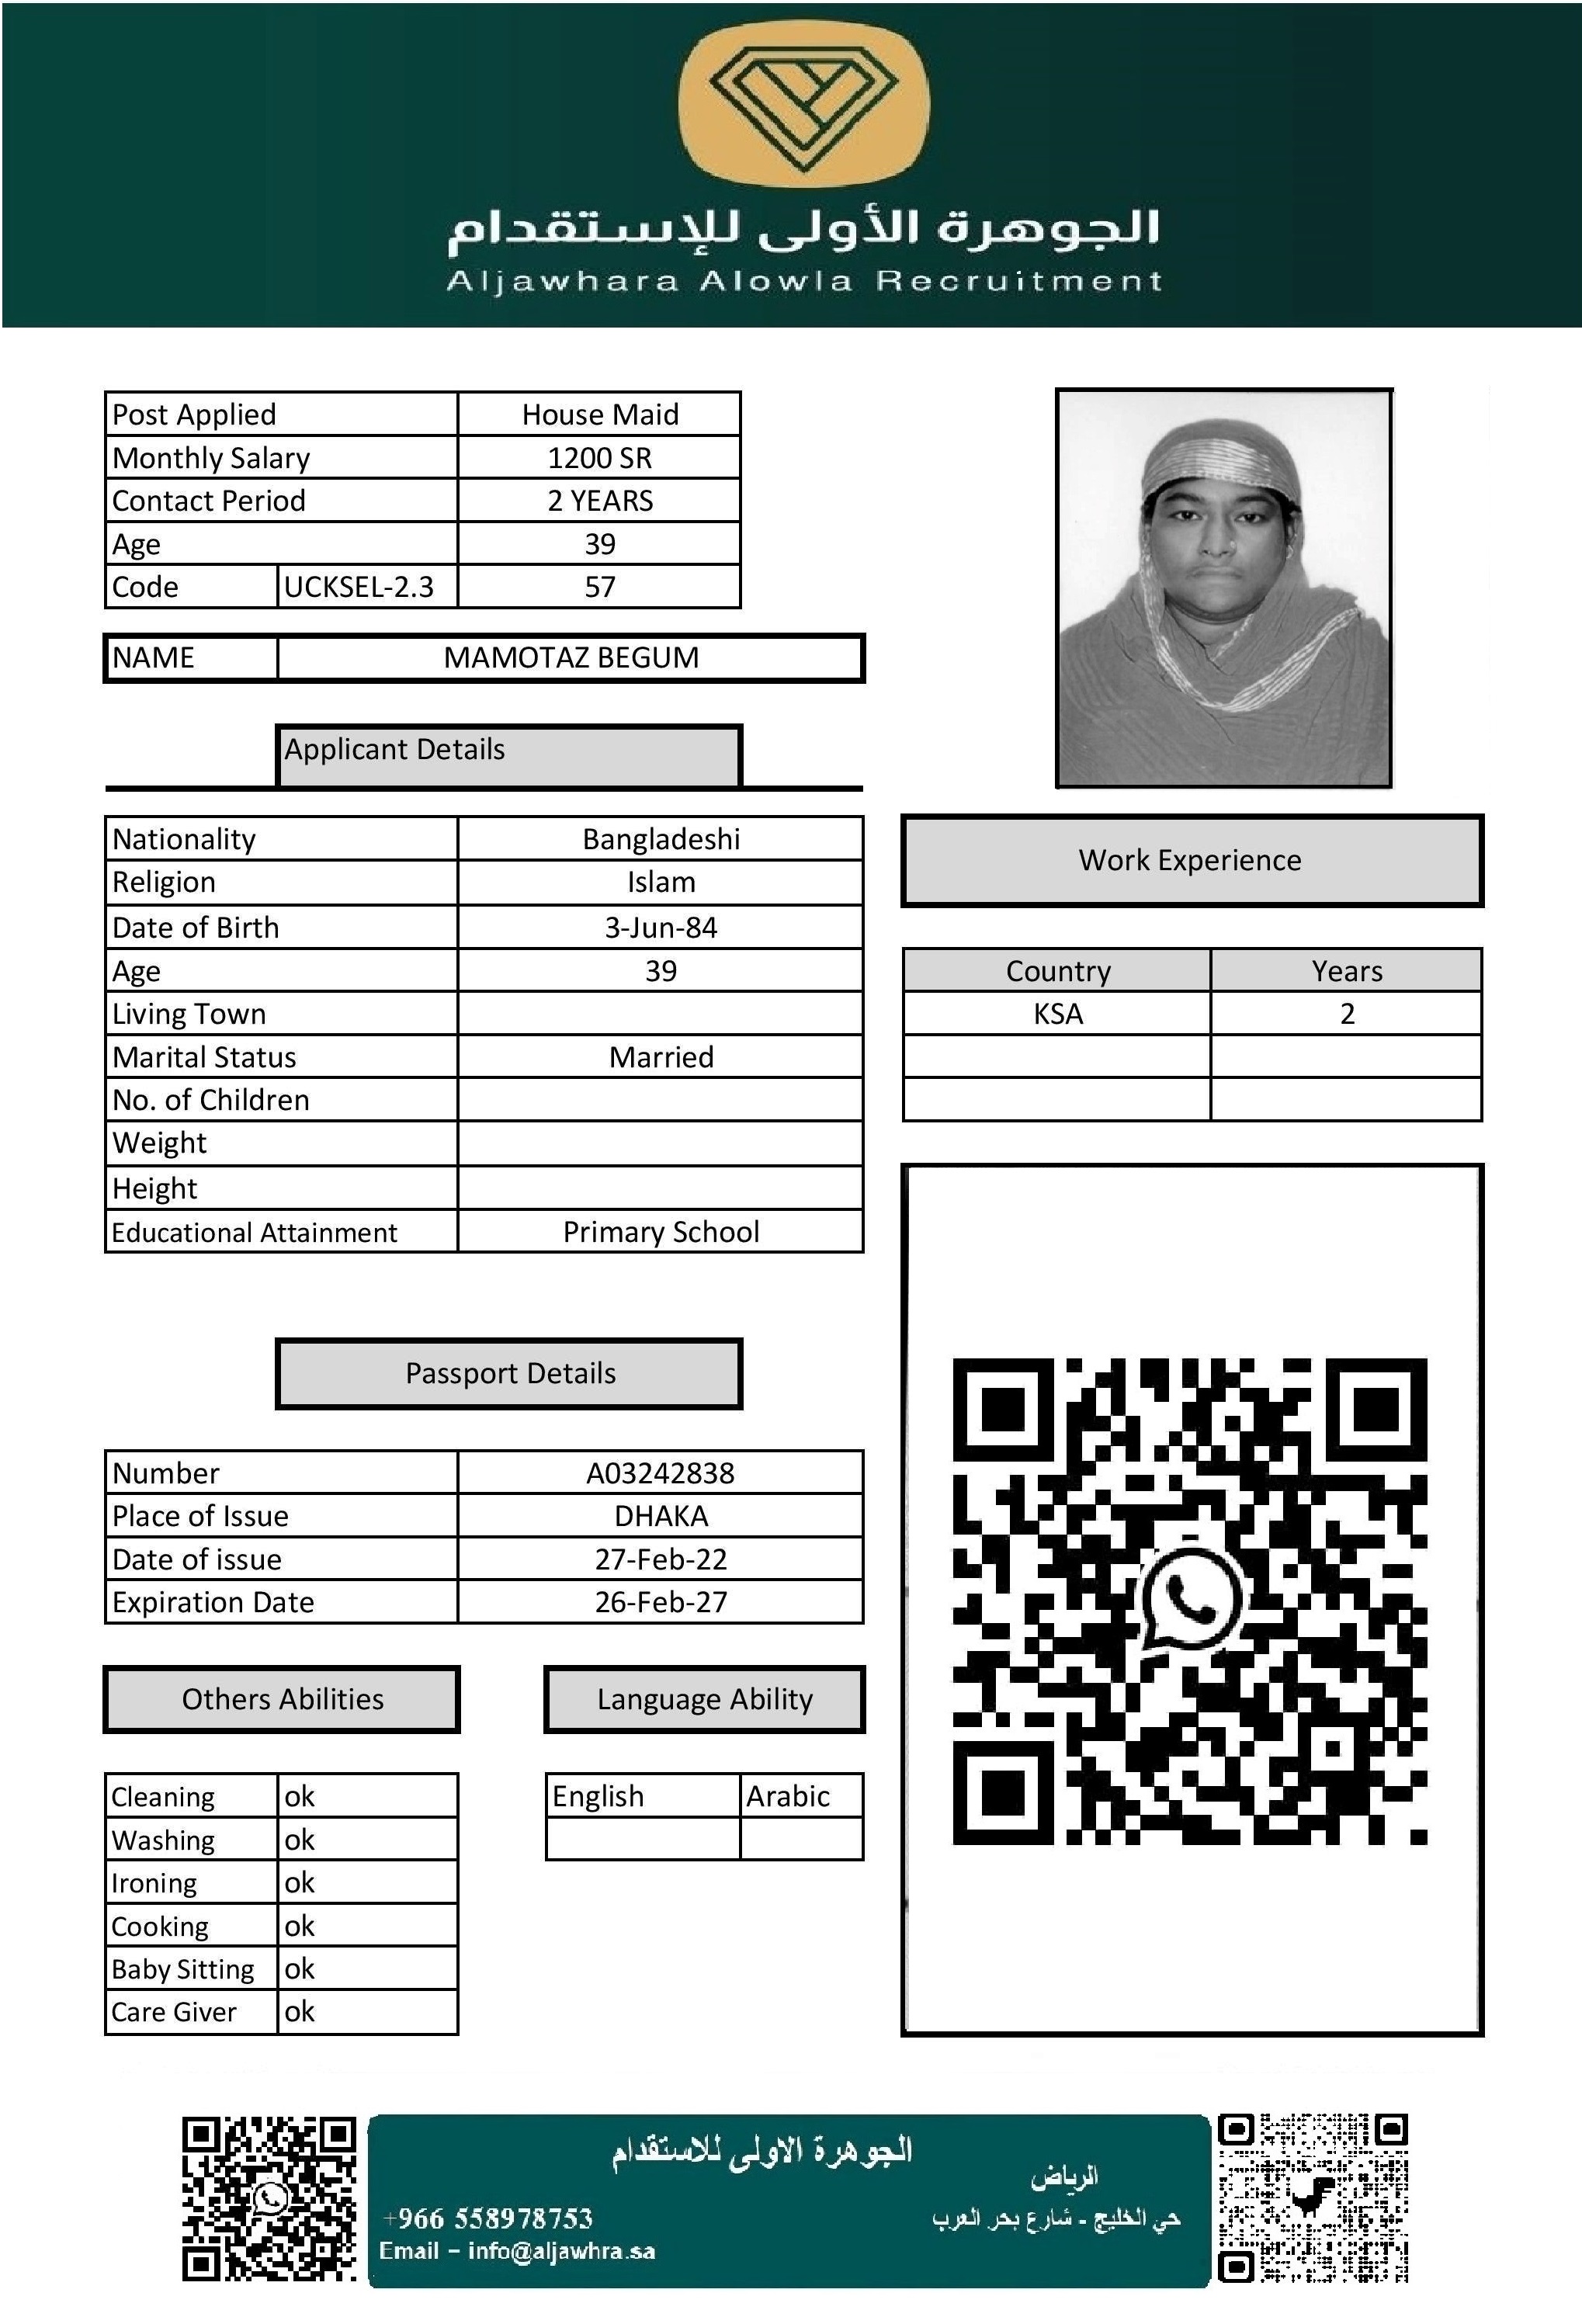 الجوهرة الأولى للإستقدام
Aljawhara Alowla Recruitment
Post Applied House Maid
Monthly Salary 1200 SR
Contact Period 2 YEARS
Age 39
Code UCKSEL-2.3 57
NAME MAMOTAZ BEGUM
Applicant Details
Nationality Bangladeshi
Religion Islam
Date of Birth 3-Jun-84
Age 39
Living Town
Marital Status Married
No. of Children
Weight
Height
Educational Attainment Primary School
Work Experience
Country Years
KSA 2
Passport Details
Number A03242838
Place of Issue DHAKA
Date of issue 27-Feb-22
Expiration Date 26-Feb-27
Others Abilities
Cleaning ok
Washing ok
Ironing ok
Cooking ok
Baby Sitting ok
Care Giver ok
Language Ability
English Arabic
الجوهرة الاولى للاستقدام
الرياض
حي الخليج - شارع بحر العرب
+966 558978753
Email – info@aljawhra.sa